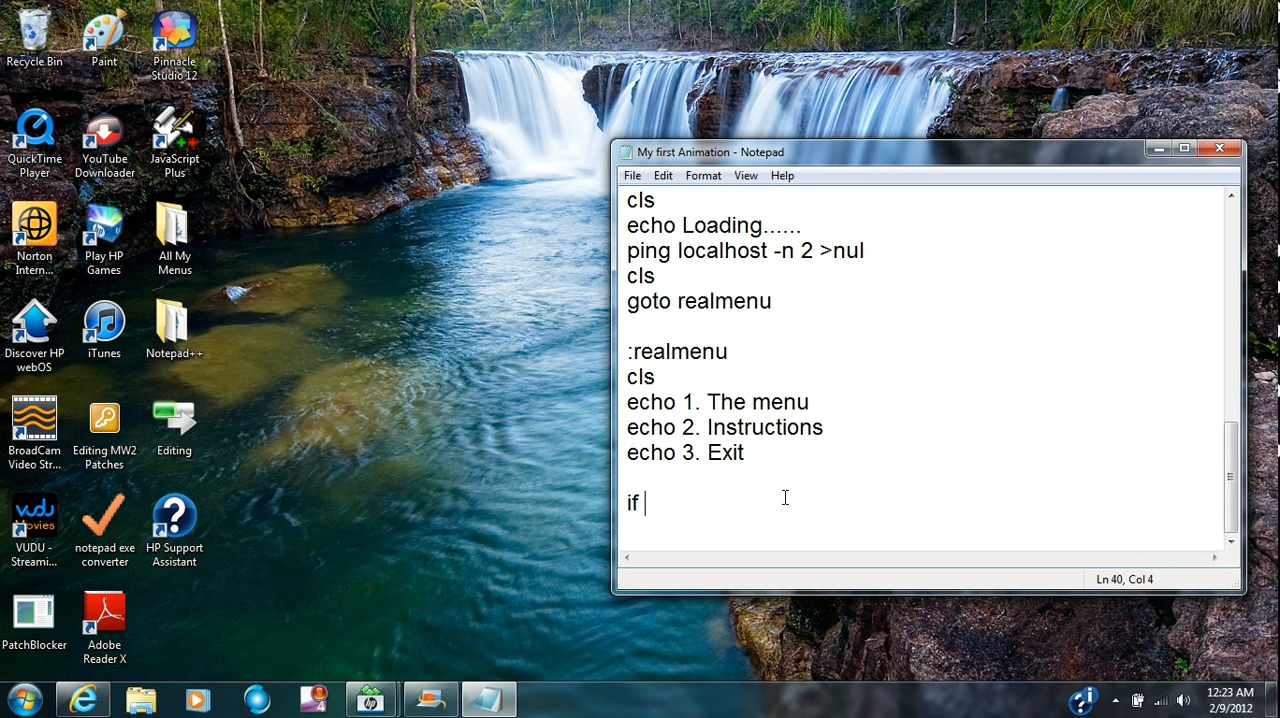 Recycle Bin
Paint
Pinnacle
Studio 12
QuickTime
Player
YouTube
Downloader
JavaScript
Plus
Norton
Intern...
Play HP
Games
All My
Menus
Discover HP
webOS
iTunes
Notepad++
BroadCam
Video Str...
Editing MW2
Patches
Editing
vudu
Movies
VUDU -
Streami...
notepad exe
converter
HP Support
Assistant
PatchBlocker
Adobe
Reader X
My first Animation - Notepad
File Edit Format View Help
cls
echo Loading......
ping localhost -n 2 >nul
cls
goto realmenu
:realmenu
cls
echo 1. The menu
echo 2. Instructions
echo 3. Exit
if
Ln 40, Col 4
12:23 AM
2/9/2012